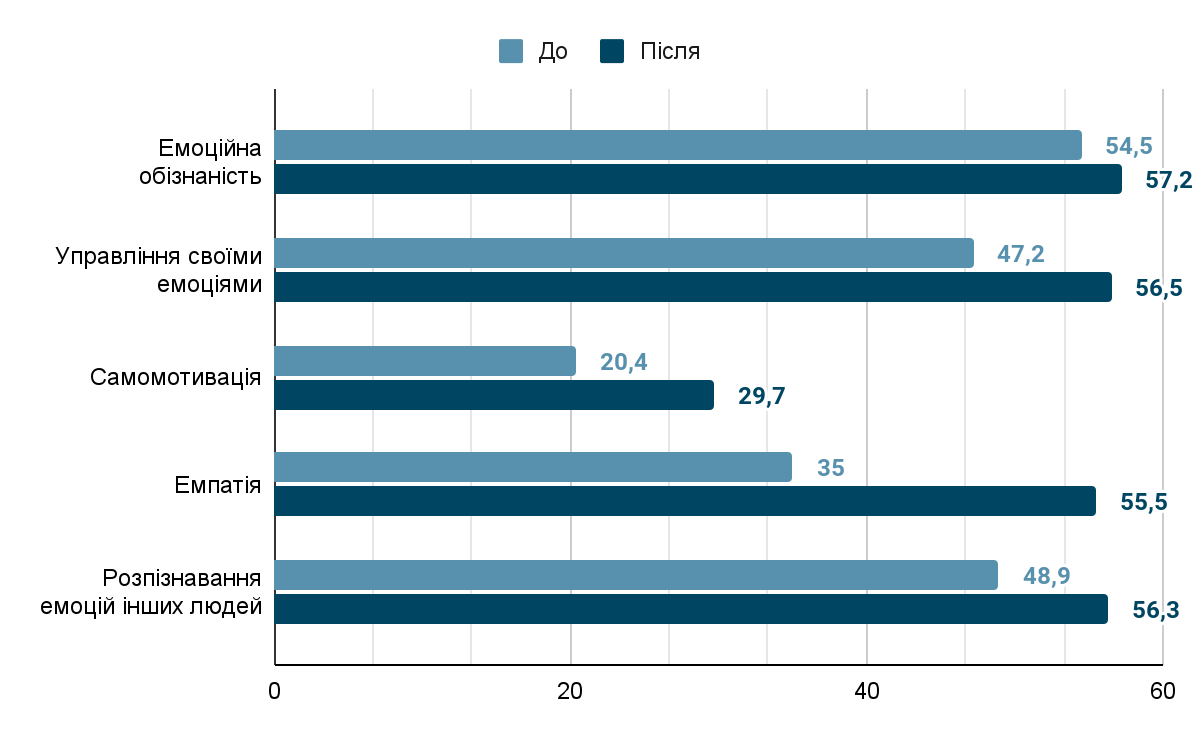 До Після
Емоційна
обізнаність
54,5
57,2
Управління своїми
емоціями
47,2
56,5
Самомотивація
20,4
29,7
Емпатія
35
55,5
Розпізнавання
емоцій інших людей
48,9
56,3
0 20 40 60